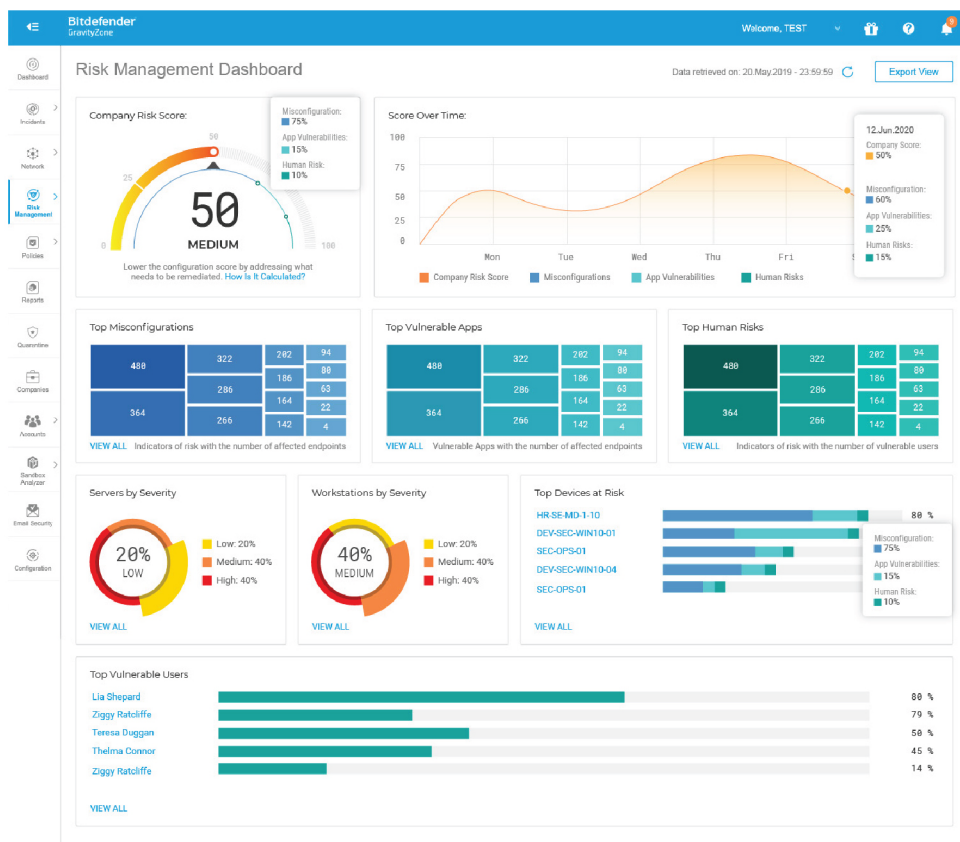 Bitdefender
GravityZone
Welcome, TEST
9
Dashboard
Incidents
Network
Risk
Management
Policies
Reports
Quarantine
Companies
Accounts
Sandbox
Analyzer
Email Security
Configuration
Risk Management Dashboard
Data retrieved on: 20.May.2019 - 23:59:59
Export View
Company Risk Score:
Misconfiguration:
75%
App Vulnerabilities:
15%
Human Risk:
10%
0
25
50
100
50
MEDIUM
Lower the configuration score by addressing what
needs to be remediated. How Is It Calculated?
Score Over Time:
100
75
50
25
0
Mon Tue Wed Thu Fri
Company Risk Score Misconfigurations App Vulnerabilities Human Risks
12.Jun.2020
Company Score:
50%
Misconfiguration:
60%
App Vulnerabilities:
25%
Human Risks:
15%
Top Misconfigurations
480 322 202 94
80
186
286 63
364 164 22
266 142 4
VIEW ALL Indicators of risk with the number of affected endpoints
Top Vulnerable Apps
480 322 202 94
80
186
286 63
364 164 22
266 142 4
VIEW ALL Vulnerable Apps with the number of affected endpoints
Top Human Risks
480 322 202 94
80
186
286 63
364 164 22
266 142 4
VIEW ALL Indicators of risk with the number of vulnerable users
Servers by Severity
20%
LOW
Low: 20%
Medium: 40%
High: 40%
VIEW ALL
Workstations by Severity
40%
MEDIUM
Low: 20%
Medium: 40%
High: 40%
VIEW ALL
Top Devices at Risk
HR-SE-MD-1-10 80 %
DEV-SEC-WIN10-01
SEC-OPS-01
DEV-SEC-WIN10-04
SEC-OPS-01
Misconfiguration:
75%
App Vulnerabilities:
15%
Human Risk:
10%
VIEW ALL
Top Vulnerable Users
Lia Shepard 80 %
Ziggy Ratcliffe 79 %
Teresa Duggan 50 %
Thelma Connor 45 %
Ziggy Ratcliffe 14 %
VIEW ALL